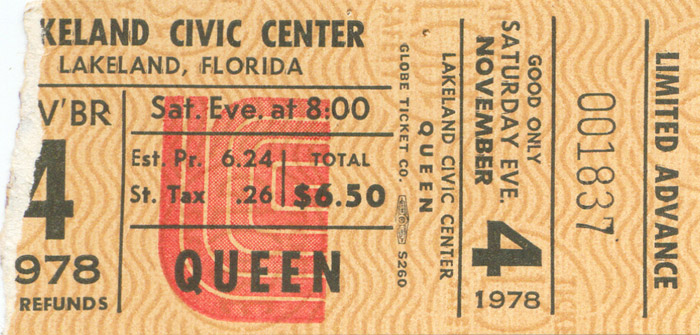 KELAND CIVIC CENTER
LAKELAND, FLORIDA
V'BR
4
978
REFUNDS
Sat. Eve. at 8:00
Est. Pr. 6.24
St. Tax .26
TOTAL
$6.50
QUEEN
GLOBE TICKET CO. S260
LAKELAND CIVIC CENTER
QUEEN
GOOD ONLY
SATURDAY EVE.
NOVEMBER
4
1978
001837
LIMITED ADVANCE